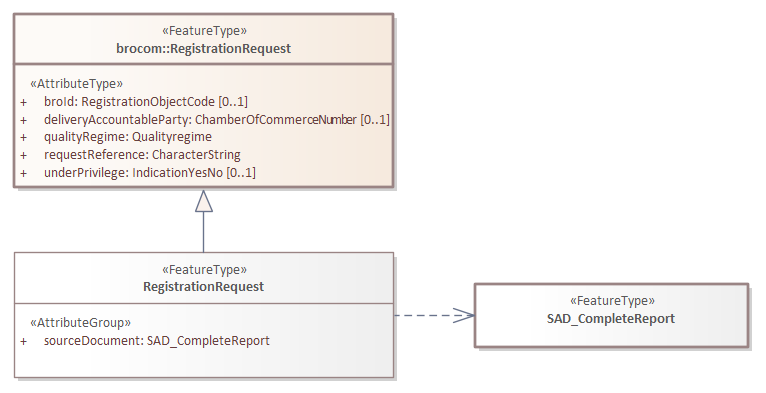 «FeatureType»
brocom::RegistrationRequest
«AttributeType»
+ broId: RegistrationObjectCode [0..1]
+ deliveryAccountableParty: ChamberOfCommerceNumber [0..1]
+ qualityRegime: Qualityregime
+ requestReference: CharacterString
+ underPrivilege: IndicationYesNo [0..1]
«FeatureType»
RegistrationRequest
«AttributeGroup»
+ sourceDocument: SAD_CompleteReport
«FeatureType»
SAD_CompleteReport